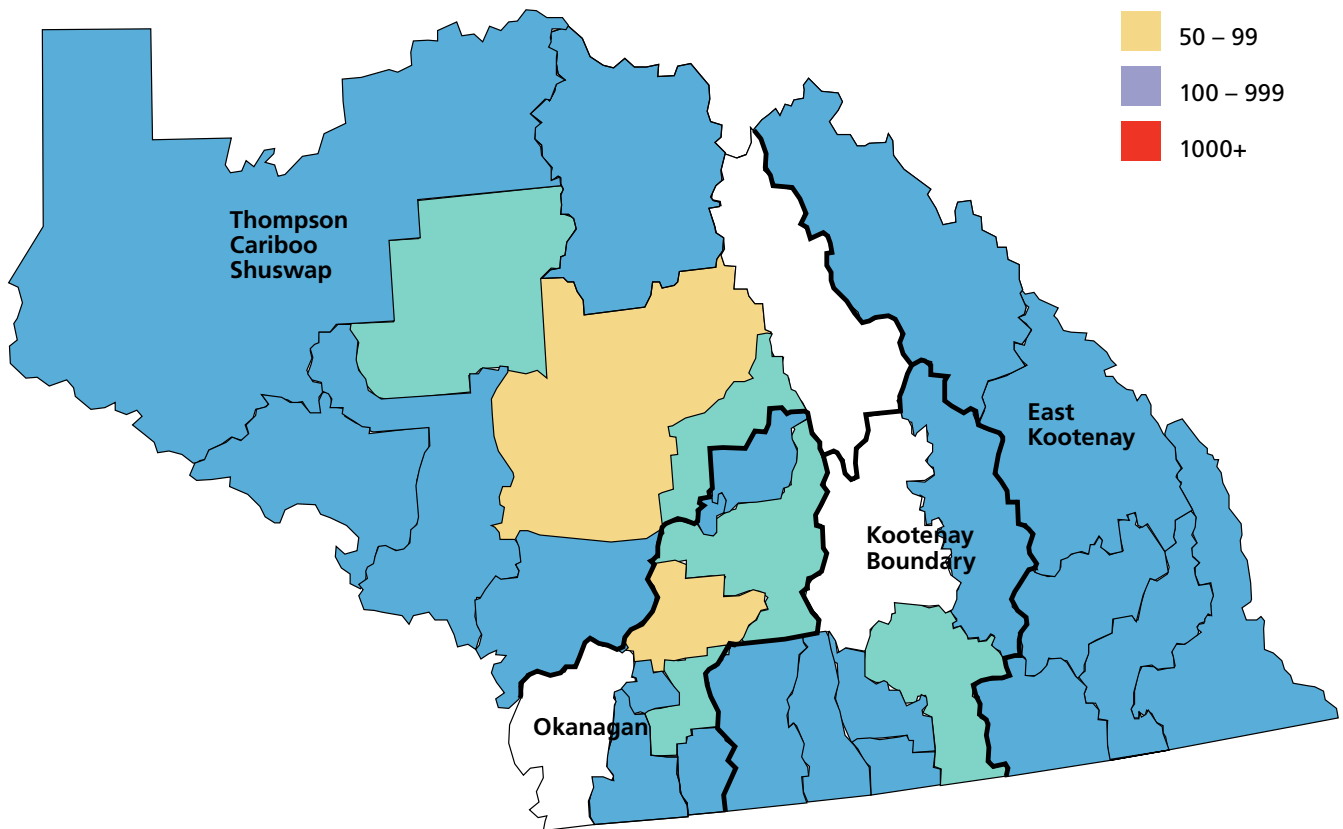 50 – 99
100 – 999
1000+
Thompson
Cariboo
Shuswap
East
Kootenay
Kootenay
Boundary
Okanagan